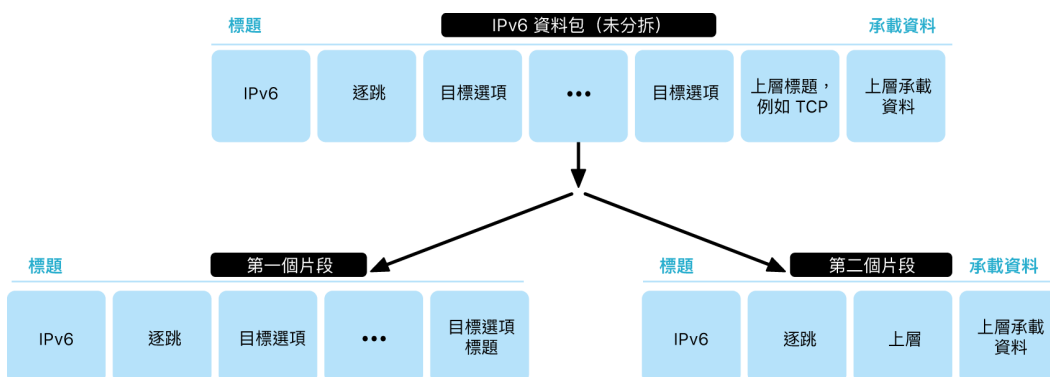 標題
IPv6 資料包（未分拆）
承載資料
IPv6
逐跳
目標選項
•••
目標選項
上層標題，
例如 TCP
上層承載
資料
標題
第一個片段
IPv6
逐跳
目標選項
•••
目標選項
標題
標題
第二個片段
承載資料
IPv6
逐跳
上層
上層承載
資料